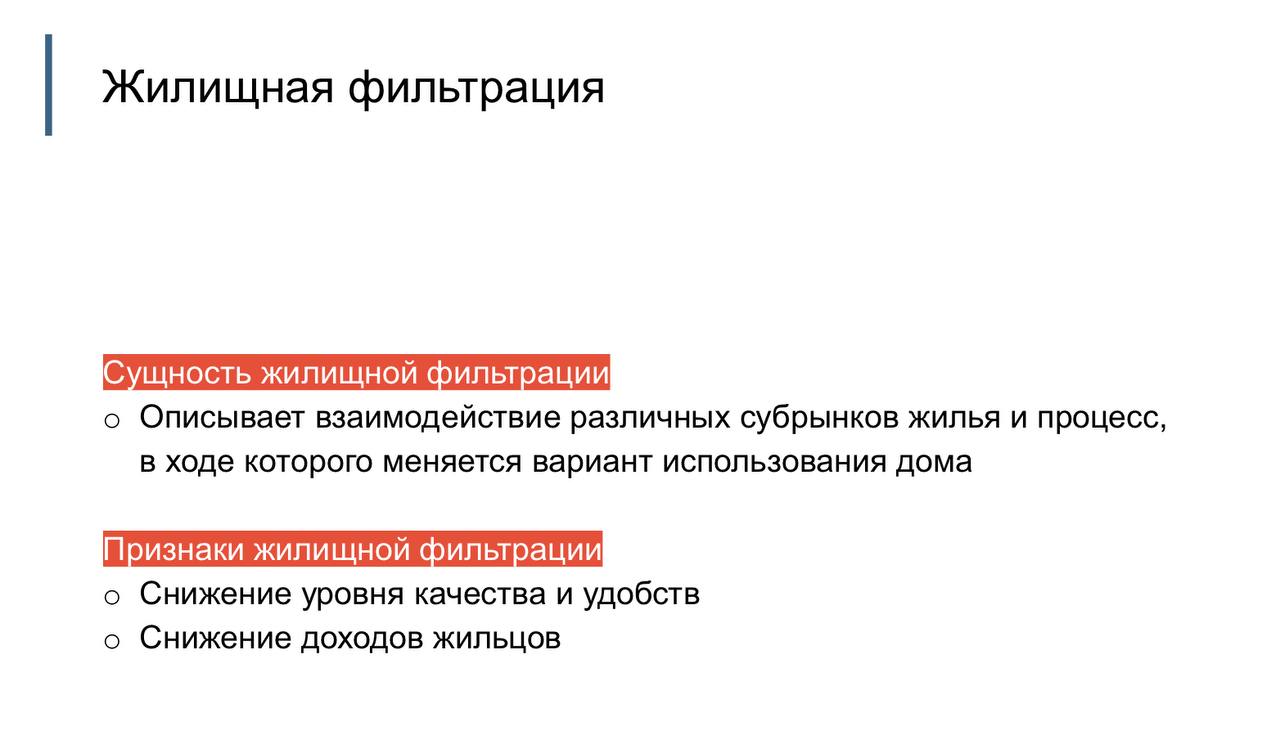 Жилищная фильтрация
Сущность жилищной фильтрации
o Описывает взаимодействие различных субрынков жилья и процесс,
в ходе которого меняется вариант использования дома
Признаки жилищной фильтрации
o Снижение уровня качества и удобств
o Снижение доходов жильцов